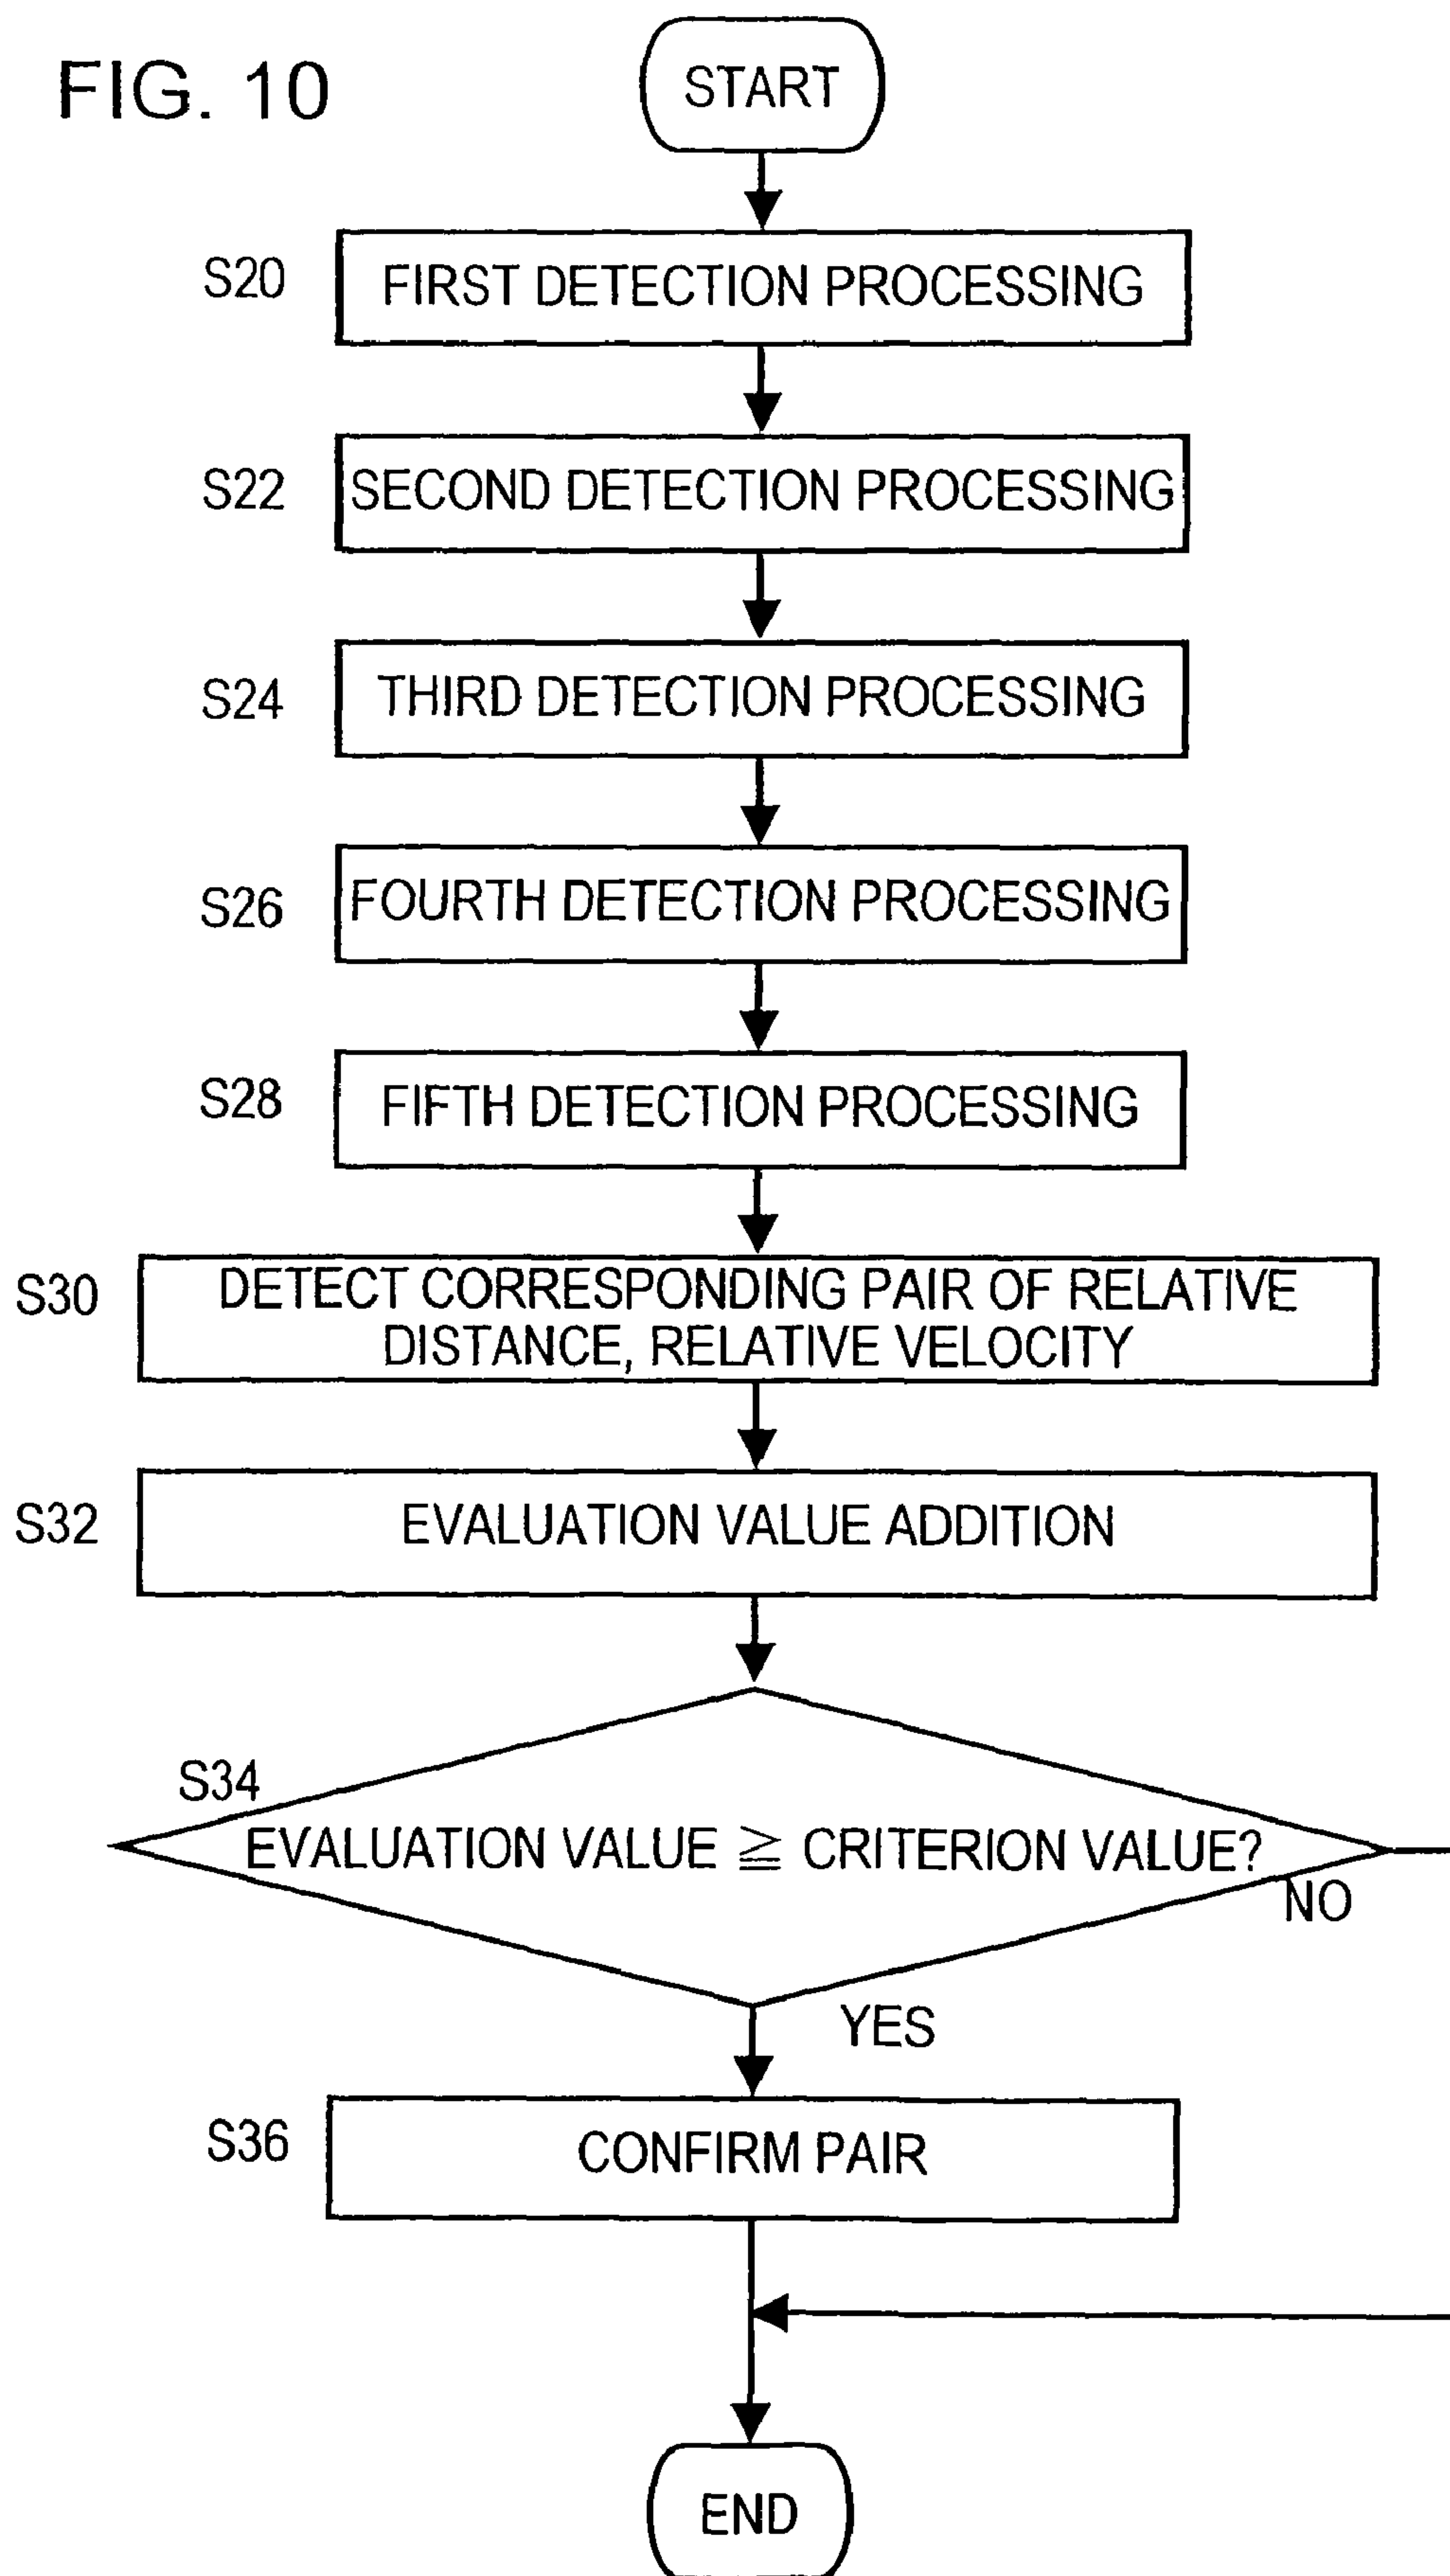 FIG. 10
START
S20
FIRST DETECTION PROCESSING
S22
SECOND DETECTION PROCESSING
S24
THIRD DETECTION PROCESSING
S26
FOURTH DETECTION PROCESSING
S28
FIFTH DETECTION PROCESSING
S30
DETECT CORRESPONDING PAIR OF RELATIVE
DISTANCE, RELATIVE VELOCITY
S32
EVALUATION VALUE ADDITION
S34
EVALUATION VALUE ≧ CRITERION VALUE?
NO
YES
S36
CONFIRM PAIR
END